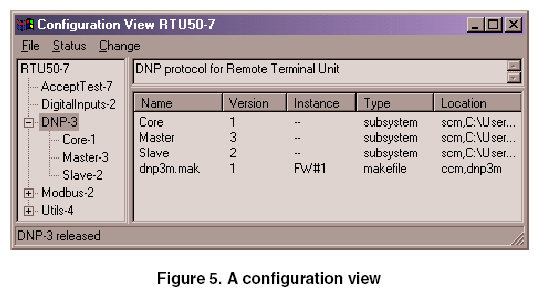 Configuration View RTU50-7
File Status Change
RTU50-7
AcceptTest-7
DigitalInputs-2
DNP-3
Core-1
Master-3
Slave-2
Modbus-2
Utils-4
DNP protocol for Remote Terminal Unit
Name Version Instance Type Location
Core 1 -- subsystem scm,C:\User...
Master 3 -- subsystem scm,C:\User...
Slave 2 -- subsystem scm,C:\User...
dnp3m.mak. 1 FW#1 makefile ccm,dnp3m
DNP-3 released
Figure 5. A configuration view